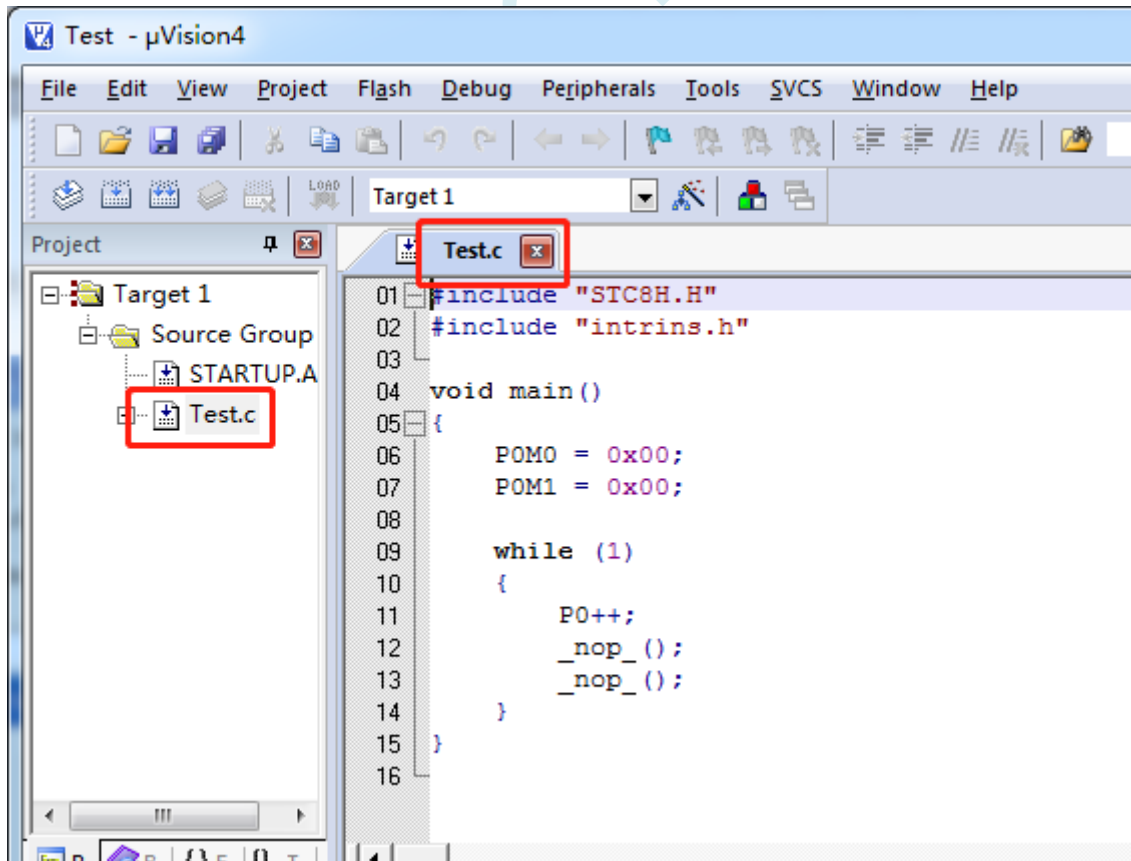 Test - µVision4
File Edit View Project Flash Debug Peripherals Tools SVCS Window Help
LOAD Target 1
Project
Test.c
Target 1
Source Group
STARTUP.A
Test.c
01 #include "STC8H.H"
02 #include "intrins.h"
03
04 void main()
05 {
06 P0M0 = 0x00;
07 P0M1 = 0x00;
08
09 while (1)
10 {
11 P0++;
12 _nop_();
13 _nop_();
14 }
15 }
16